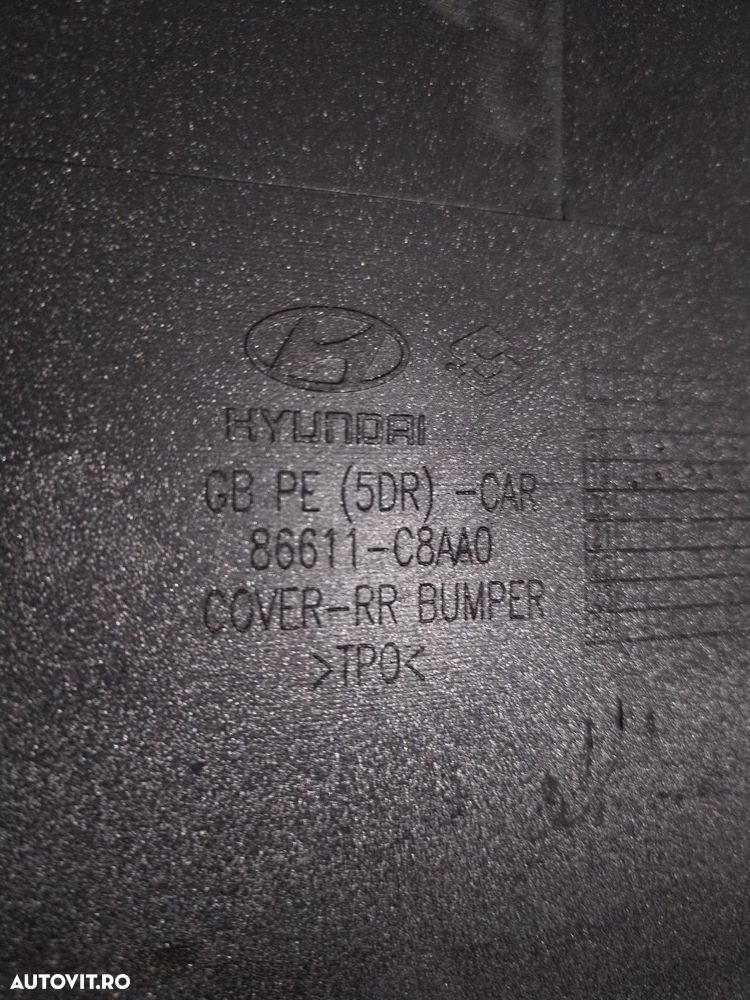 HYUNDAI
GB PE (5DR) -CAR
86611-C8AA0
COVER-RR BUMPER
>TPO<
AUTOVIT.RO